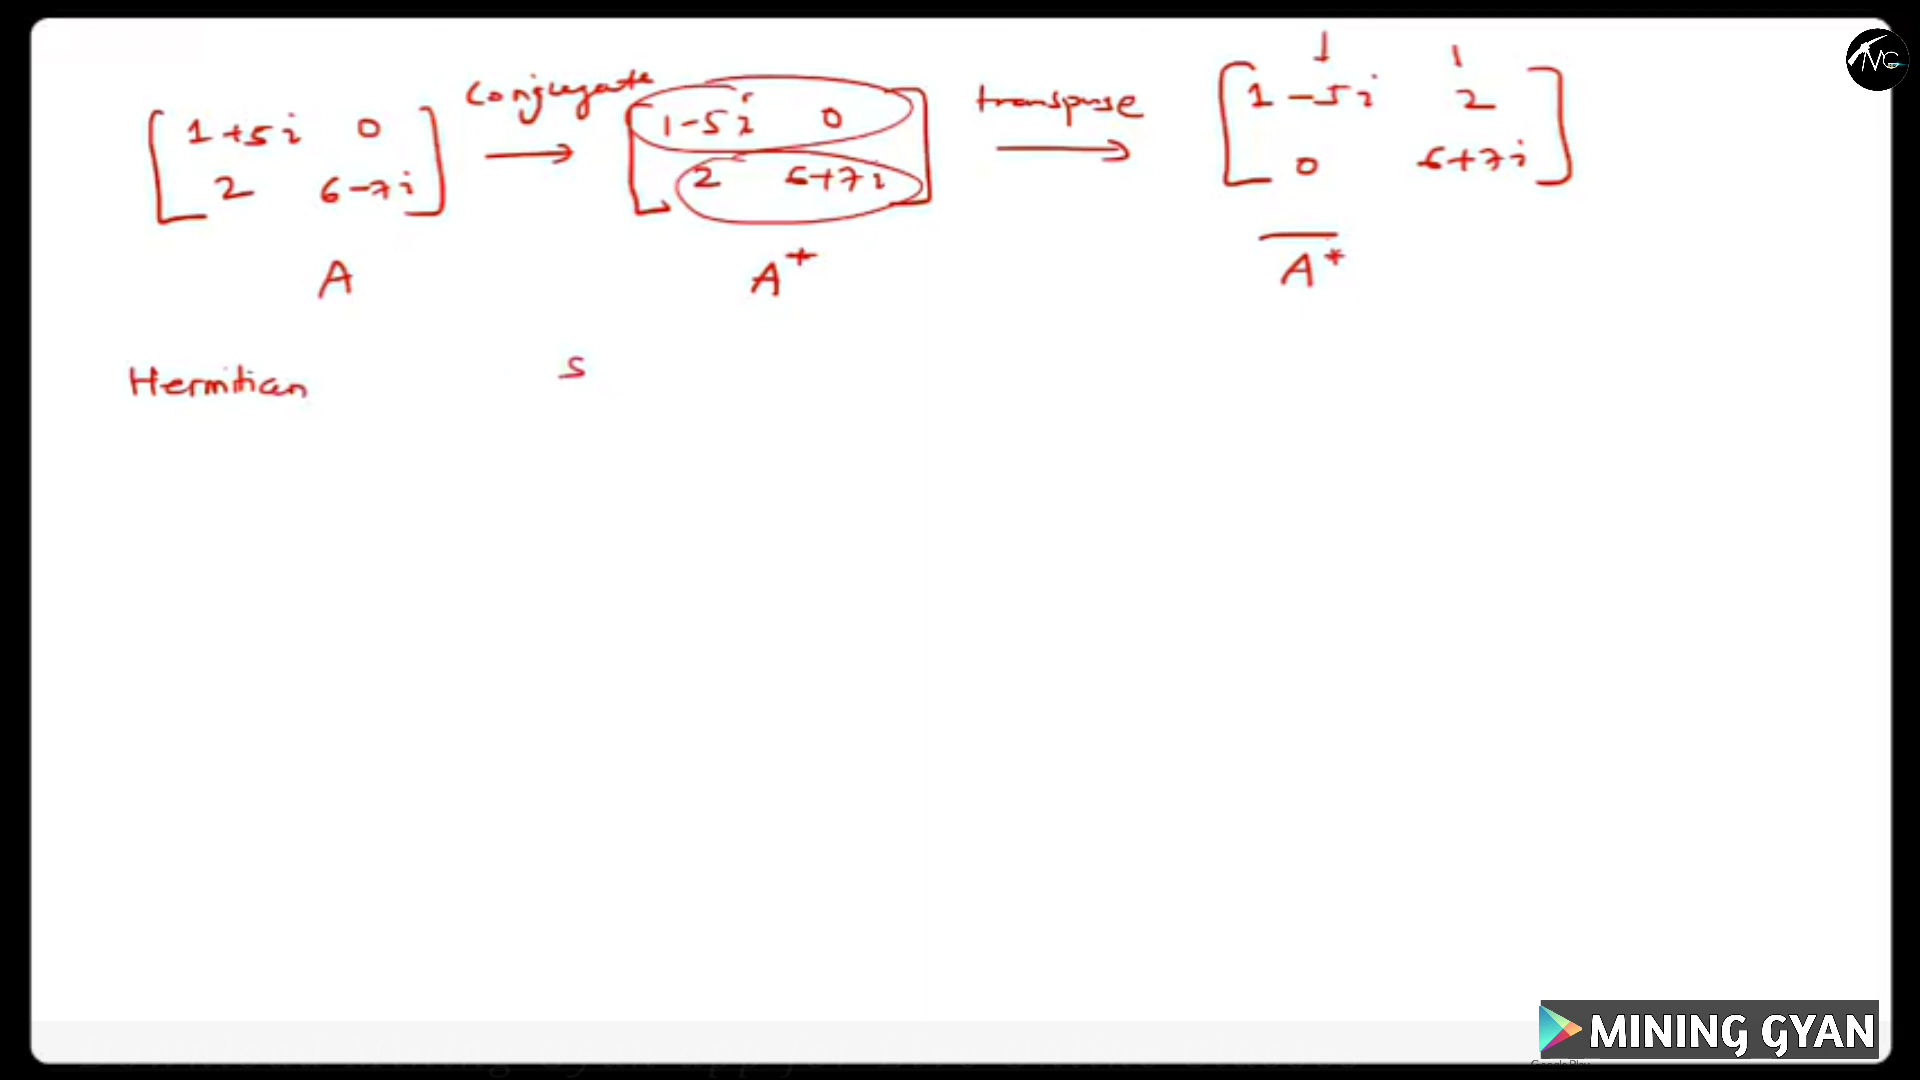 [1+5i 0 Conjugate [1-5i 0 transpose [1-5i 2
2 6-7i] → 2 6+7i] → 0 6+7i]
A A* A̅*
Hermitian S
NG
MINING GYAN